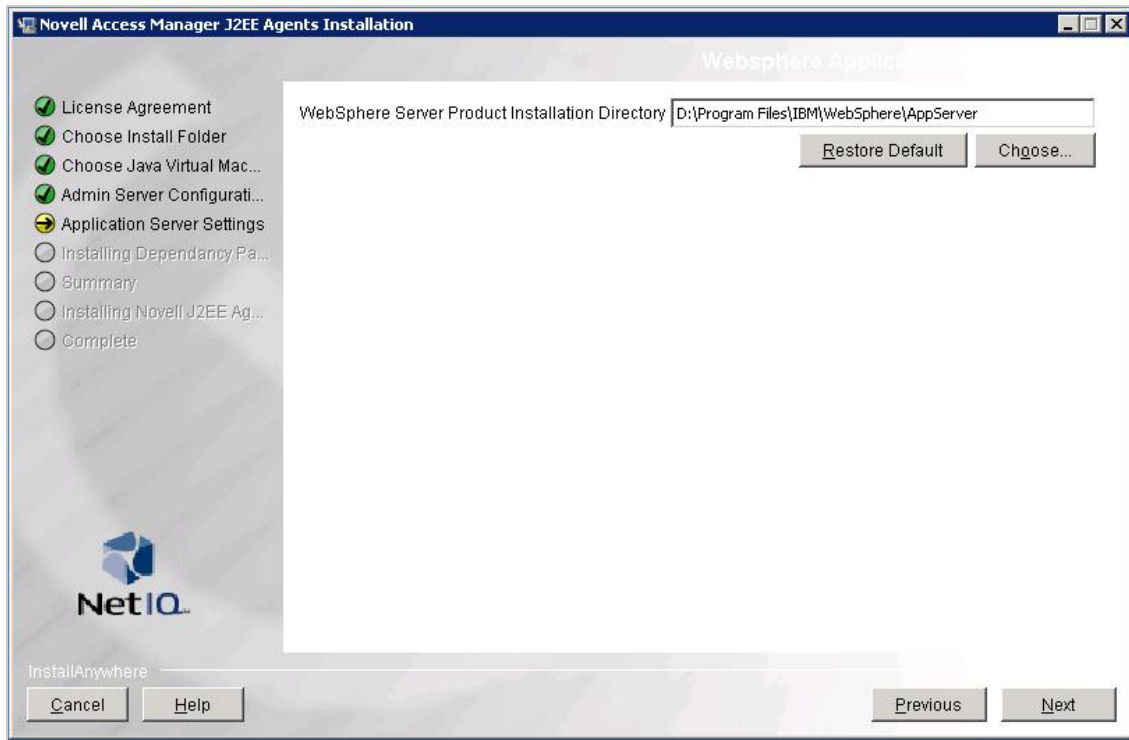 Novell Access Manager J2EE Agents Installation
Websphere Applic
License Agreement
Choose Install Folder
Choose Java Virtual Mac...
Admin Server Configurati...
Application Server Settings
Installing Dependancy Pa...
Summary
Installing Novell J2EE Ag...
Complete
WebSphere Server Product Installation Directory D:\Program Files\IBM\WebSphere\AppServer
Restore Default Choose...
NetIQ
InstallAnywhere
Cancel Help Previous Next